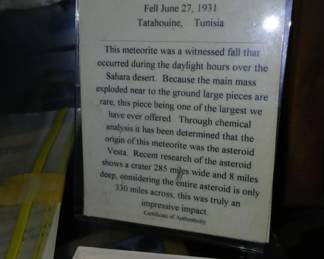 Fell June 27, 1931
Tatahouine, Tunisia
This meteorite was a witnessed fall that
occurred during the daylight hours over the
Sahara desert. Because the main mass
exploded near to the ground large pieces are
rare, this piece being one of the largest we
have ever offered. Through chemical
analysis it has been determined that the
origin of this meteorite was the asteroid
Vesta. Recent research of the asteroid
shows a crater 285 miles wide and 8 miles
deep, considering the entire asteroid is only
330 miles across, this was truly an
impressive impact
Certificate of Authenticity